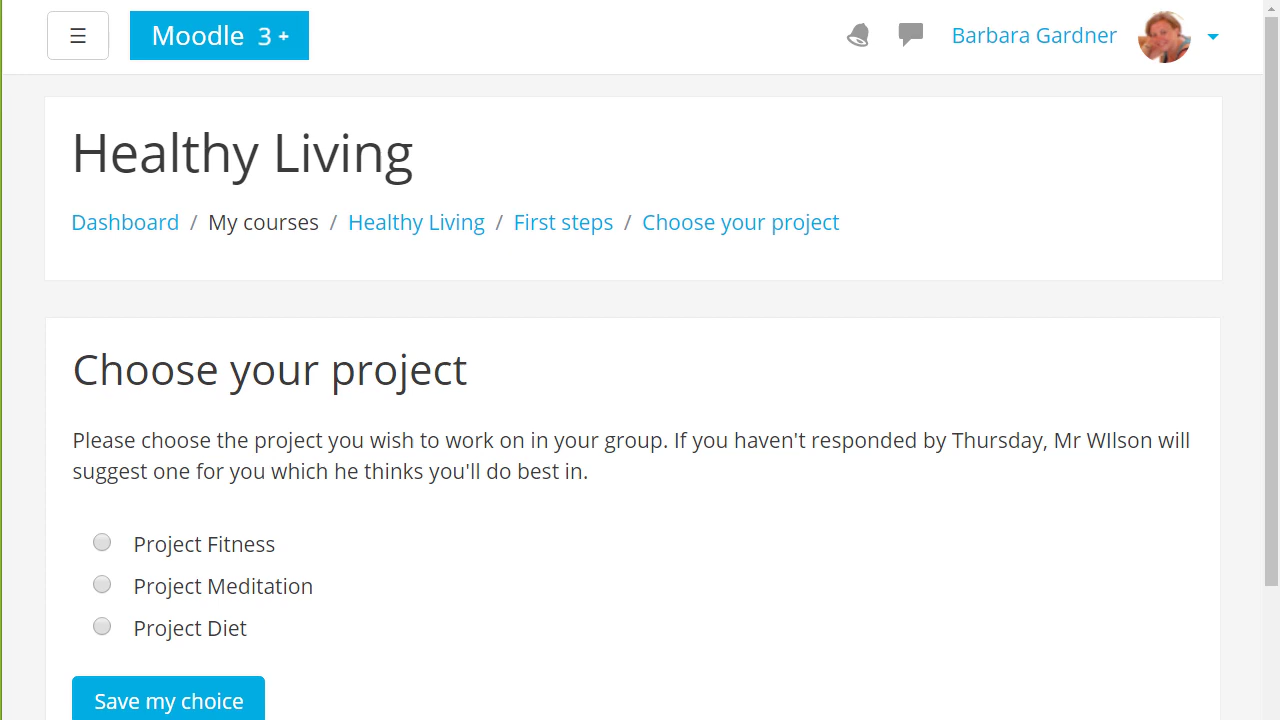 ☰ Moodle 3 + Barbara Gardner
Healthy Living
Dashboard / My courses / Healthy Living / First steps / Choose your project
Choose your project
Please choose the project you wish to work on in your group. If you haven't responded by Thursday, Mr WIlson will
suggest one for you which he thinks you'll do best in.
Project Fitness
Project Meditation
Project Diet
Save my choice